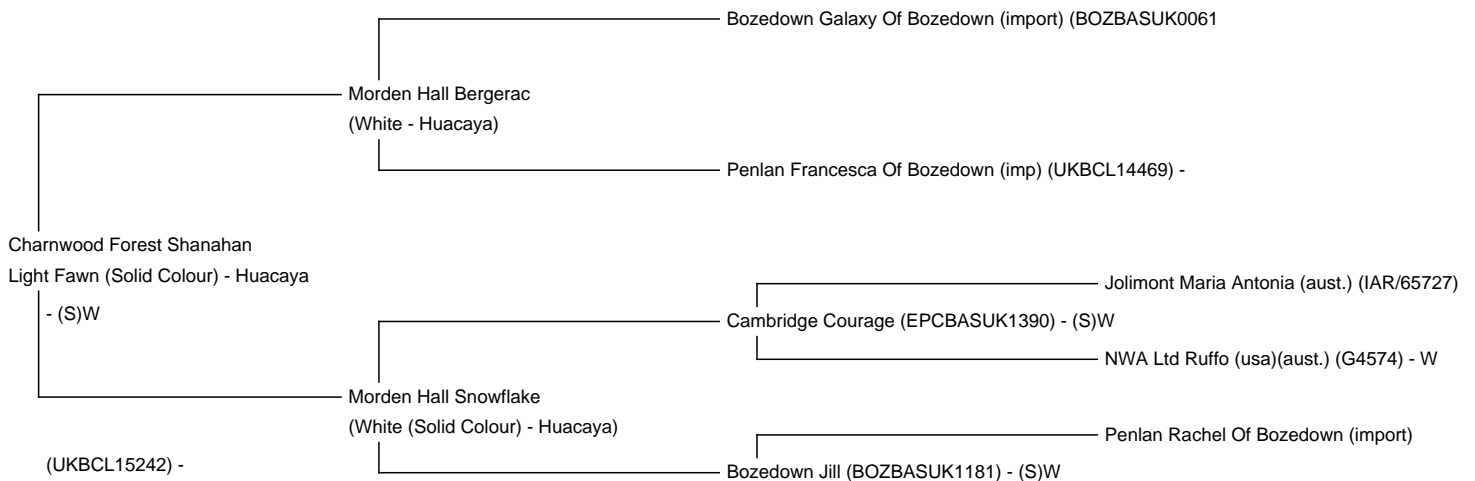 Bozedown Galaxy Of Bozedown (import) (BOZBASUK0061
Morden Hall Bergerac
(White - Huacaya)
Penlan Francesca Of Bozedown (imp) (UKBCL14469) -
Charnwood Forest Shanahan
Light Fawn (Solid Colour) - Huacaya
- (S)W
Jolimont Maria Antonia (aust.) (IAR/65727)
Cambridge Courage (EPCBASUK1390) - (S)W
NWA Ltd Ruffo (usa)(aust.) (G4574) - W
Morden Hall Snowflake
(White (Solid Colour) - Huacaya)
Penlan Rachel Of Bozedown (import)
(UKBCL15242) -
Bozedown Jill (BOZBASUK1181) - (S)W